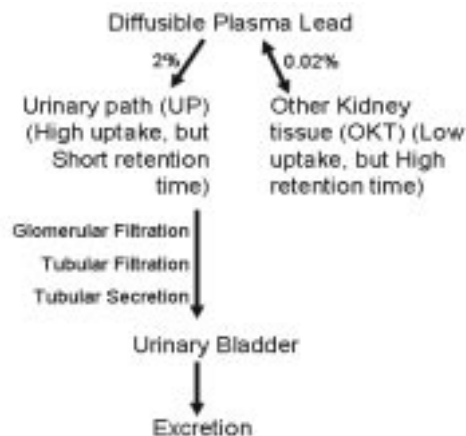 Diffusible Plasma Lead
2%
0.02%
Urinary path (UP)
(High uptake, but
Short retention
time)
Other Kidney
tissue (OKT) (Low
uptake, but High
retention time)
Glomerular Filtration
Tubular Filtration
Tubular Secretion
Urinary Bladder
Excretion